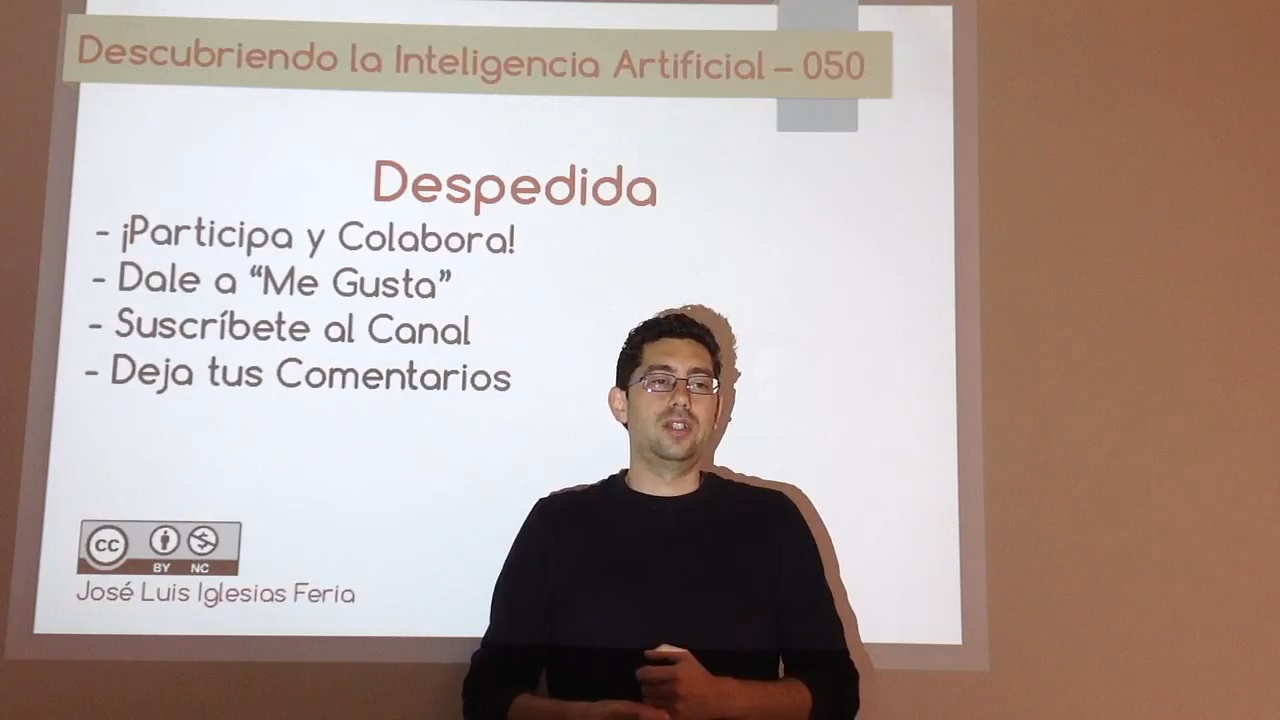 Descubriendo la Inteligencia Artificial – 050
Despedida
- ¡Participa y Colabora!
- Dale a “Me Gusta”
- Suscríbete al Canal
- Deja tus Comentarios
CC BY NC
José Luis Iglesias Feria